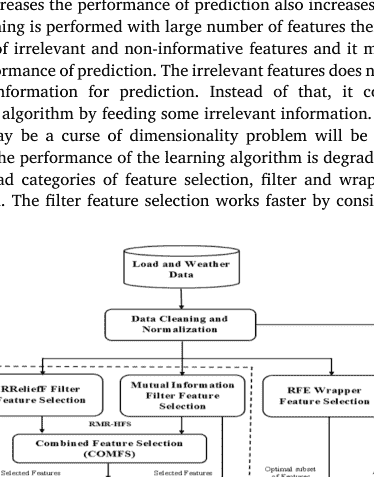 reases the performance of prediction also increases
ning is performed with large number of features the
of irrelevant and non-informative features and it m
ormance of prediction. The irrelevant features does n
nformation for prediction. Instead of that, it co
algorithm by feeding some irrelevant information.
ay be a curse of dimensionality problem will be
he performance of the learning algorithm is degrad
ad categories of feature selection, filter and wrap
. The filter feature selection works faster by consi
Load and Weather
Data
Data Cleaning and
Normalization
RReliefF Filter
Feature Selection
Mutual Information
Filter Feature
Selection
RFE Wrapper
Feature Selection
RMR-HFS
Combined Feature Selection
(COMFS)
Selected Features
Selected Features
Optimal subset
of Features